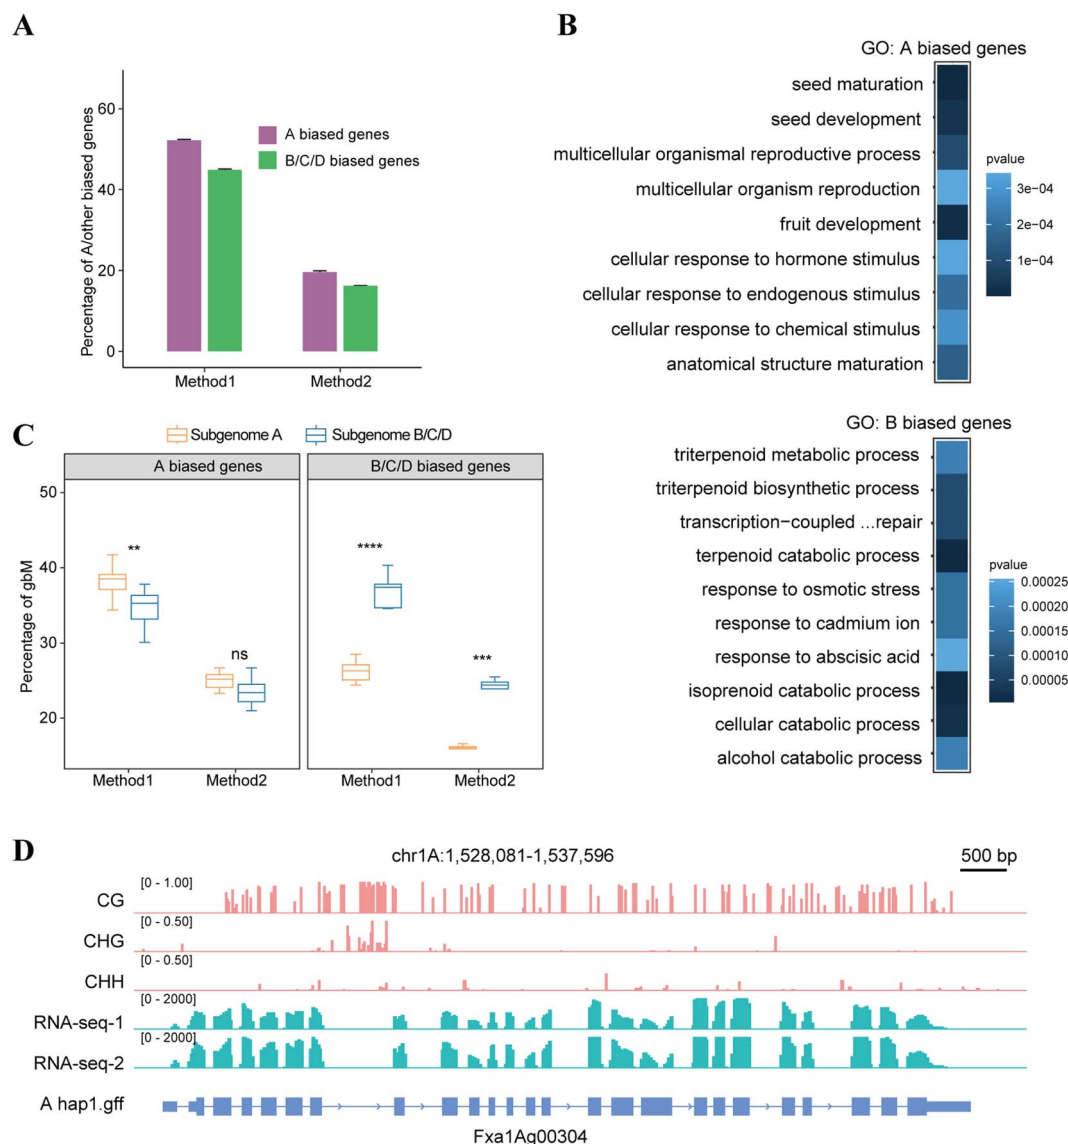 A
60
40
20
0
Percentage of A/other biased genes
A biased genes
B/C/D biased genes
Method1
Method2
B
GO: A biased genes
seed maturation
seed development
multicellular organismal reproductive process
multicellular organism reproduction
fruit development
cellular response to hormone stimulus
cellular response to endogenous stimulus
cellular response to chemical stimulus
anatomical structure maturation
pvalue
3e−04
2e−04
1e−04
GO: B biased genes
triterpenoid metabolic process
triterpenoid biosynthetic process
transcription−coupled ...repair
terpenoid catabolic process
response to osmotic stress
response to cadmium ion
response to abscisic acid
isoprenoid catabolic process
cellular catabolic process
alcohol catabolic process
pvalue
0.00025
0.00020
0.00015
0.00010
0.00005
C
Subgenome A
Subgenome B/C/D
A biased genes
B/C/D biased genes
50
40
30
20
Percentage of gbM
**
ns
****
***
Method1
Method2
Method1
Method2
D
chr1A:1,528,081-1,537,596
500 bp
CG
[0 - 1.00]
CHG
[0 - 0.50]
CHH
[0 - 0.50]
RNA-seq-1
[0 - 2000]
RNA-seq-2
[0 - 2000]
A hap1.gff
Fxa1Ag00304